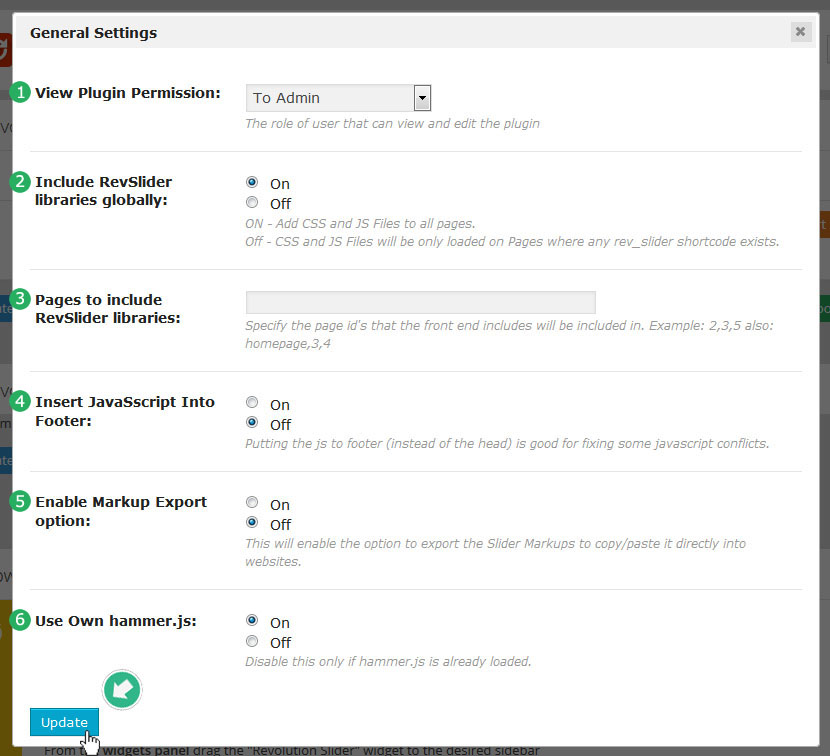 General Settings
1 View Plugin Permission:
To Admin
The role of user that can view and edit the plugin
2 Include RevSlider
libraries globally:
On
Off
ON - Add CSS and JS Files to all pages.
Off - CSS and JS Files will be only loaded on Pages where any rev_slider shortcode exists.
3 Pages to include
RevSlider libraries:
Specify the page id's that the front end includes will be included in. Example: 2,3,5 also:
homepage,3,4
4 Insert JavaSscript Into
Footer:
On
Off
Putting the js to footer (instead of the head) is good for fixing some javascript conflicts.
5 Enable Markup Export
option:
On
Off
This will enable the option to export the Slider Markups to copy/paste it directly into
websites.
6 Use Own hammer.js:
On
Off
Disable this only if hammer.js is already loaded.
Update
From the widgets panel drag the "Revolution Slider" widget to the desired sidebar